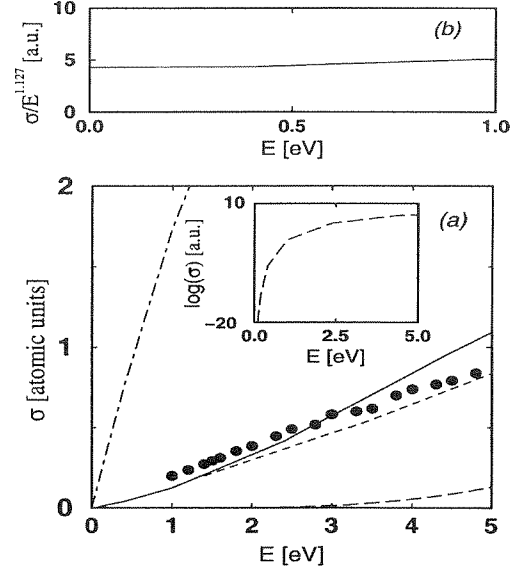 10
(b)
σ/E^1.127 [a.u.]
5
0
0.0
0.5
1.0
E [eV]
2
10
(a)
log(σ) [a.u.]
−20
0.0
2.5
5.0
E [eV]
σ [atomic units]
1
0
0
1
2
3
4
5
E [eV]